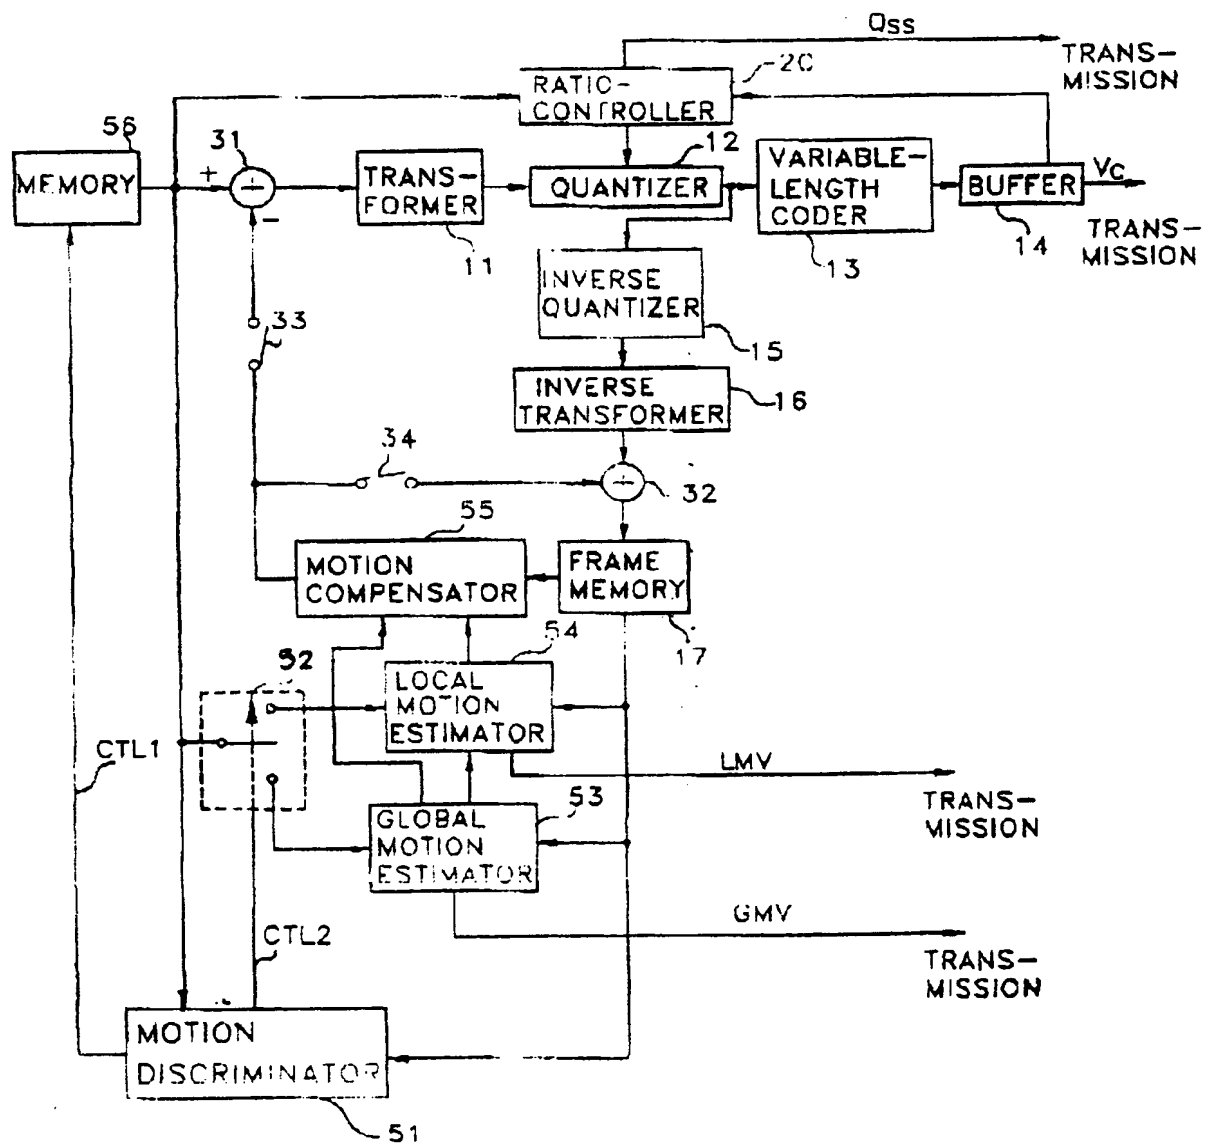 QSS
TRANS-
MISSION
20
RATIO-
CONTROLLER
56
31
12
MEMORY
+
+
−
TRANS-
FORMER
11
QUANTIZER
VARIABLE-
LENGTH
CODER
13
BUFFER
14
VC
TRANS-
MISSION
INVERSE
QUANTIZER
15
33
INVERSE
TRANSFORMER
16
34
+
32
55
MOTION
COMPENSATOR
FRAME
MEMORY
17
54
52
LOCAL
MOTION
ESTIMATOR
CTL1
LMV
TRANS-
MISSION
53
GLOBAL
MOTION
ESTIMATOR
GMV
CTL2
TRANS-
MISSION
MOTION
DISCRIMINATOR
51